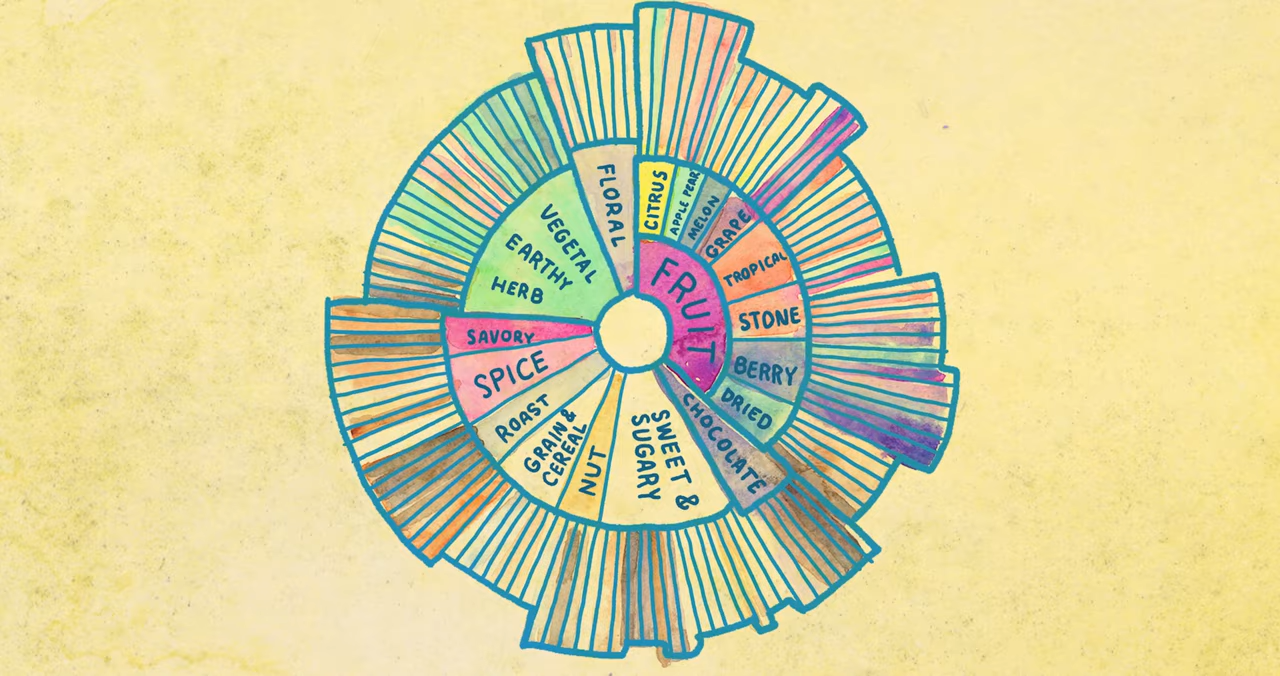 FLORAL
CITRUS
APPLE PEAR
MELON
GRAPE
TROPICAL
STONE
BERRY
DRIED
FRUIT
CHOCOLATE
SWEET &
SUGARY
NUT
GRAIN &
CEREAL
ROAST
SPICE
SAVORY
HERB
EARTHY
VEGETAL